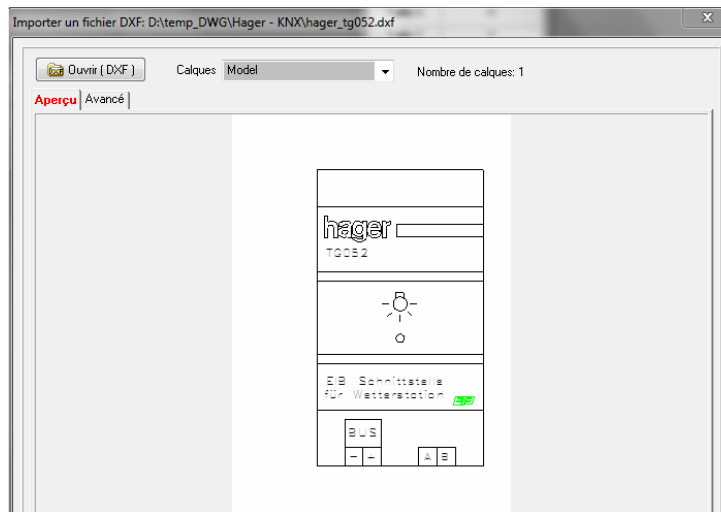 Importer un fichier DXF: D:\temp_DWG\Hager - KNX\hager_tg052.dxf
Ouvrir ( DXF )
Calques
Model
Nombre de calques: 1
Aperçu
Avancé
hager
TG052
EIB Schnittstelle
für Wetterstation
BUS
- +
A B